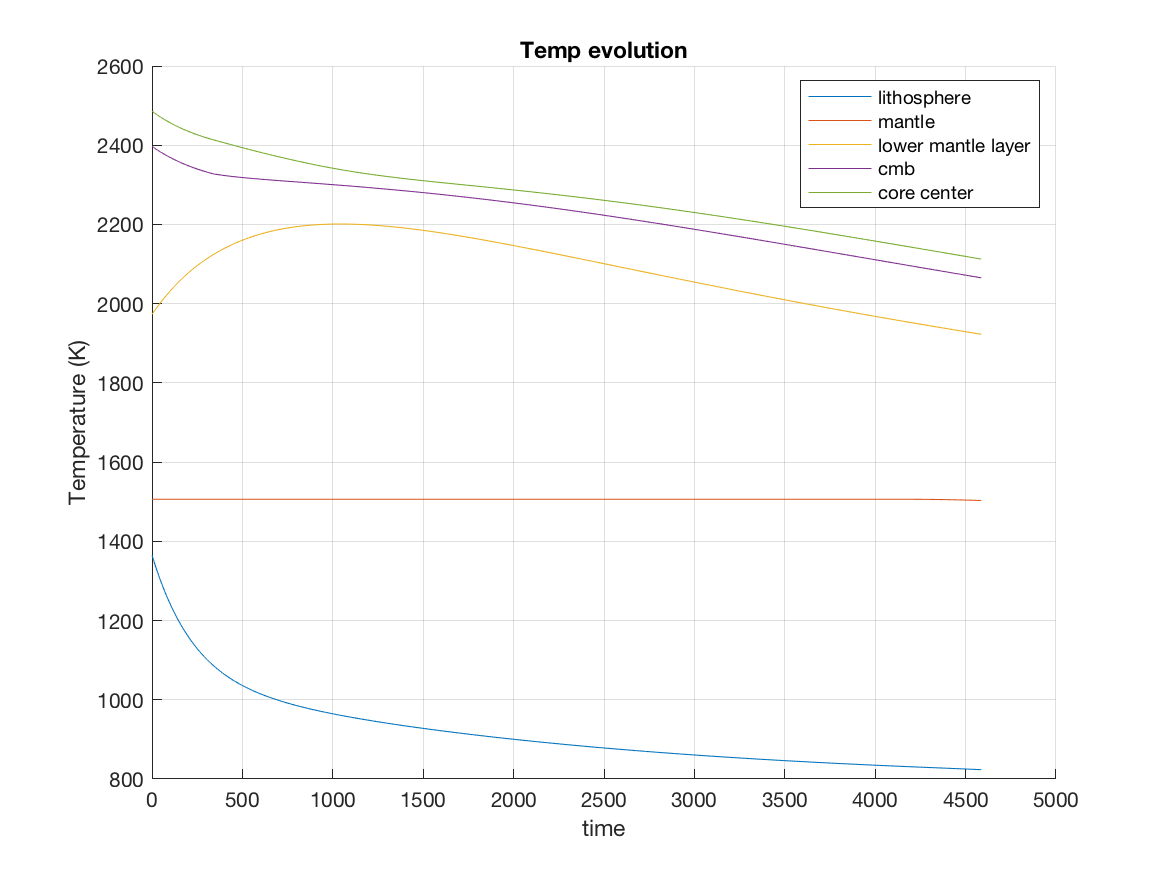 Temp evolution
2600
2400
2200
2000
1800
1600
1400
1200
1000
800
Temperature (K)
lithosphere
mantle
lower mantle layer
cmb
core center
0 500 1000 1500 2000 2500 3000 3500 4000 4500 5000
time